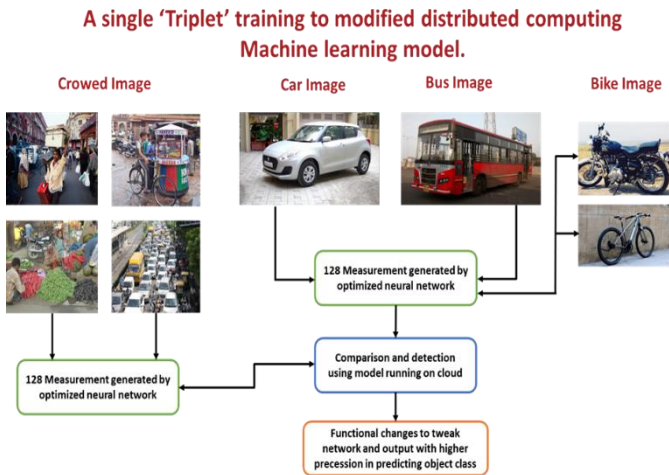 A single ‘Triplet’ training to modified distributed computing
Machine learning model.
Crowed Image
Car Image
Bus Image
Bike Image
128 Measurement generated by
optimized neural network
128 Measurement generated by
optimized neural network
Comparison and detection
using model running on cloud
Functional changes to tweak
network and output with higher
precession in predicting object class